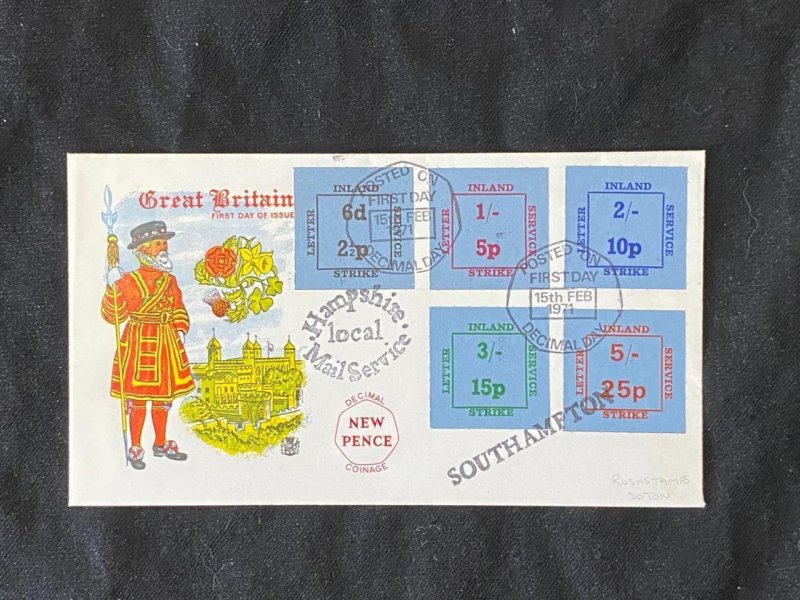 Great Britain
FIRST DAY OF ISSUE
INLAND
LETTER
6d
2½p
SERVICE
STRIKE
INLAND
LETTER
1/-
5p
SERVICE
STRIKE
INLAND
LETTER
2/-
10p
SERVICE
STRIKE
POSTED ON
FIRST DAY
15th FEB
1971
DECIMAL DAY
POSTED ON
FIRST DAY
15th FEB
1971
DECIMAL DAY
Hampshire
local
Mail Service
INLAND
LETTER
3/-
15p
SERVICE
STRIKE
INLAND
LETTER
5/-
25p
SERVICE
STRIKE
DECIMAL
NEW
PENCE
COINAGE
SOUTHAMPTON
RUSHSTAMPS
SOTON